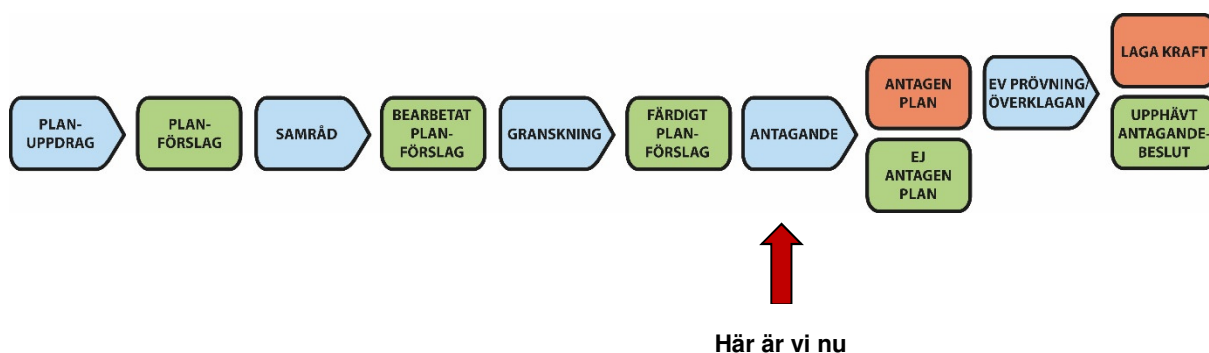 PLAN-
UPPDRAG
PLAN-
FÖRSLAG
SAMRÅD
BEARBETAT
PLAN-
FÖRSLAG
GRANSKNING
FÄRDIGT
PLAN-
FÖRSLAG
ANTAGANDE
ANTAGEN
PLAN
EJ
ANTAGEN
PLAN
EV PRÖVNING/
ÖVERKLAGAN
LAGA KRAFT
UPPHÄVT
ANTAGANDE-
BESLUT
Här är vi nu